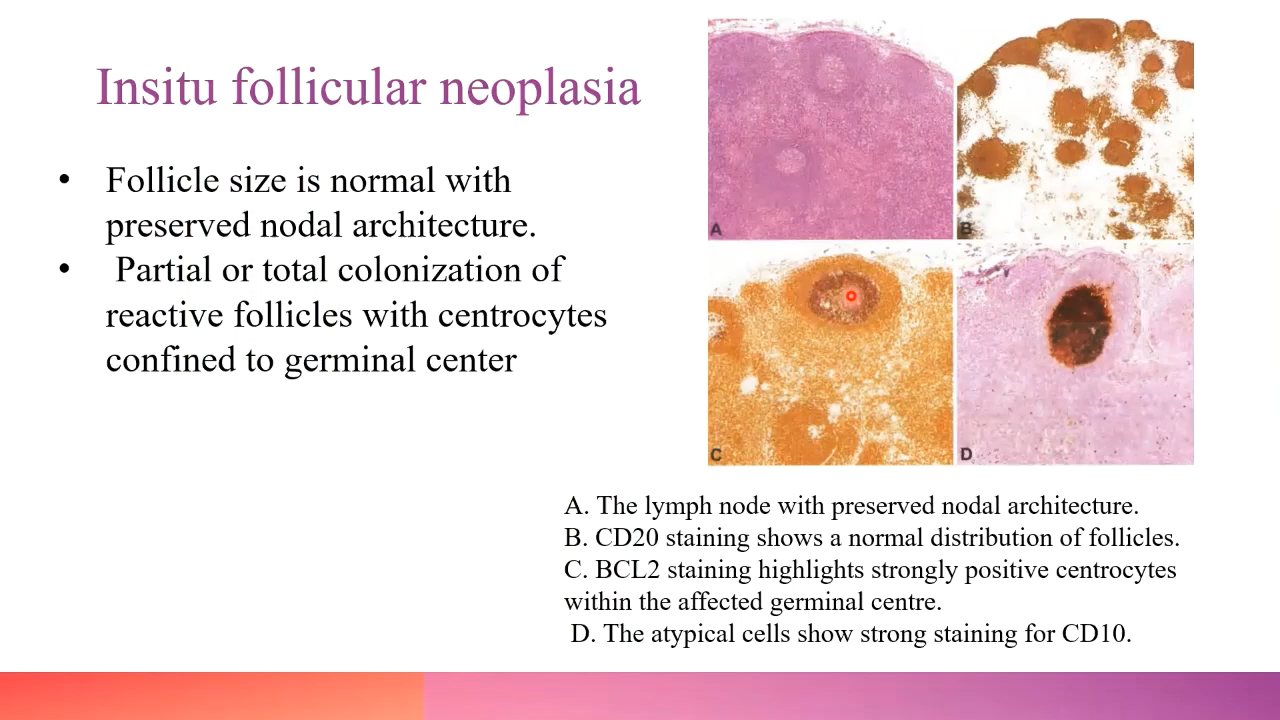 Insitu follicular neoplasia
• Follicle size is normal with
preserved nodal architecture.
• Partial or total colonization of
reactive follicles with centrocytes
confined to germinal center
A
B
C
D
A. The lymph node with preserved nodal architecture.
B. CD20 staining shows a normal distribution of follicles.
C. BCL2 staining highlights strongly positive centrocytes
within the affected germinal centre.
D. The atypical cells show strong staining for CD10.